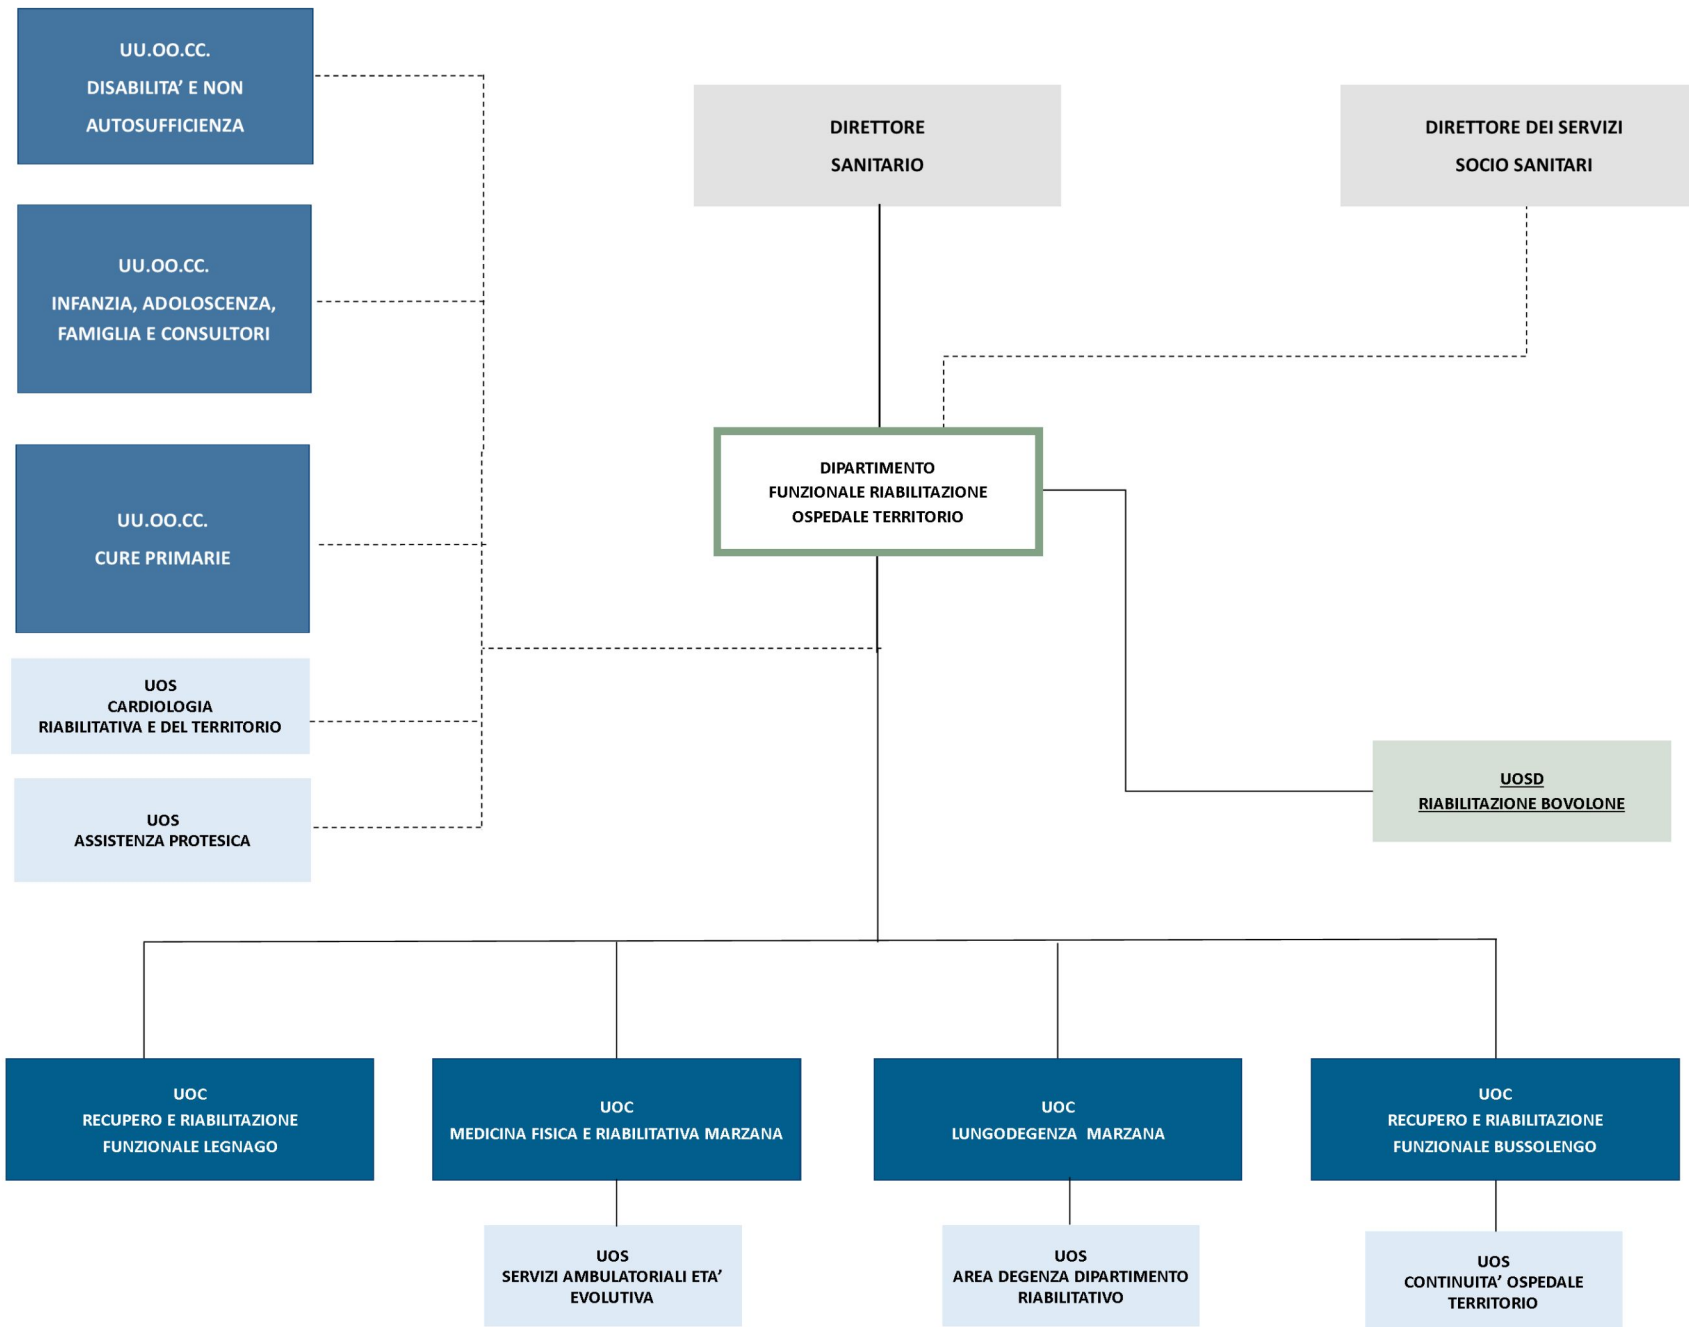 UU.OO.CC.
DISABILITA’ E NON
AUTOSUFFICIENZA
DIRETTORE
SANITARIO
DIRETTORE DEI SERVIZI
SOCIO SANITARI
UU.OO.CC.
INFANZIA, ADOLOSCENZA,
FAMIGLIA E CONSULTORI
DIPARTIMENTO
FUNZIONALE RIABILITAZIONE
OSPEDALE TERRITORIO
UU.OO.CC.
CURE PRIMARIE
UOS
CARDIOLOGIA
RIABILITATIVA E DEL TERRITORIO
UOS
ASSISTENZA PROTESICA
UOSD
RIABILITAZIONE BOVOLONE
UOC
RECUPERO E RIABILITAZIONE
FUNZIONALE LEGNAGO
UOC
MEDICINA FISICA E RIABILITATIVA MARZANA
UOC
LUNGODEGENZA MARZANA
UOC
RECUPERO E RIABILITAZIONE
FUNZIONALE BUSSOLENGO
UOS
SERVIZI AMBULATORIALI ETA’
EVOLUTIVA
UOS
AREA DEGENZA DIPARTIMENTO
RIABILITATIVO
UOS
CONTINUITA’ OSPEDALE
TERRITORIO